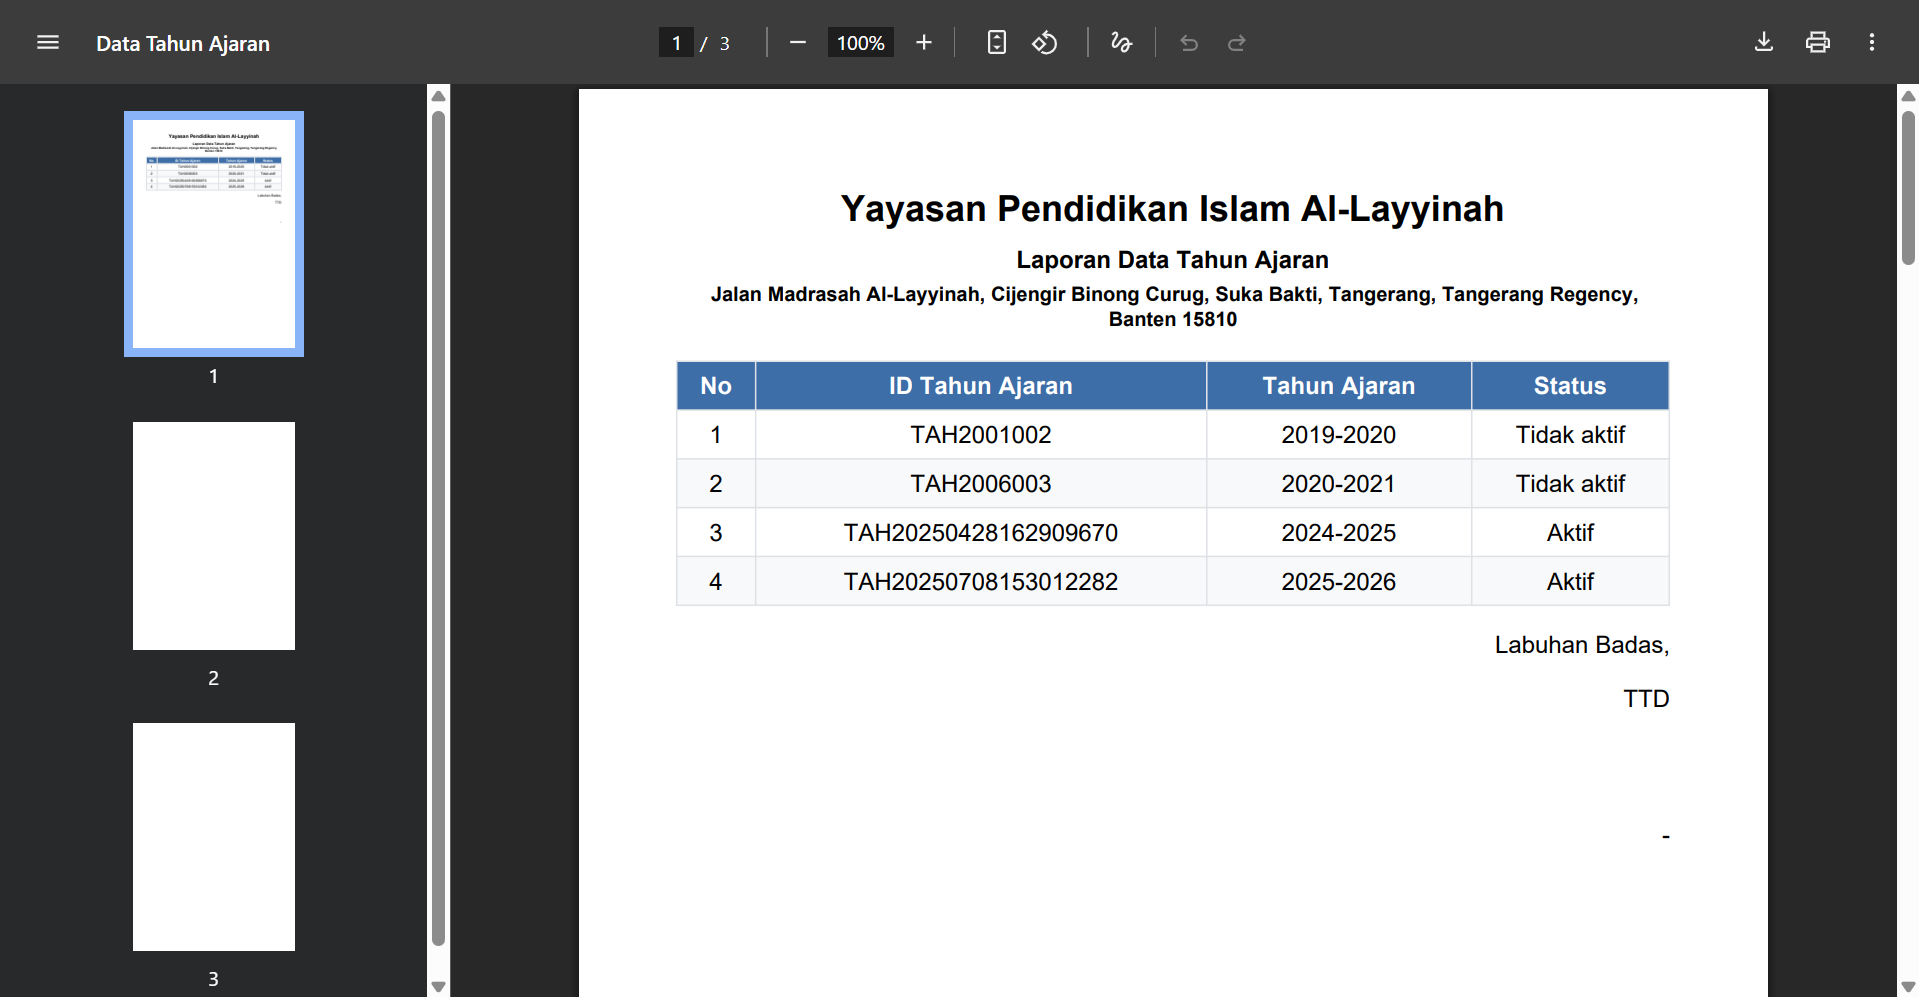 Data Tahun Ajaran
1 / 3
100%
1
2
3
Yayasan Pendidikan Islam Al-Layyinah
Laporan Data Tahun Ajaran
Jalan Madrasah Al-Layyinah, Cijengir Binong Curug, Suka Bakti, Tangerang, Tangerang Regency,
Banten 15810
No ID Tahun Ajaran Tahun Ajaran Status
1 TAH2001002 2019-2020 Tidak aktif
2 TAH2006003 2020-2021 Tidak aktif
3 TAH20250428162909670 2024-2025 Aktif
4 TAH20250708153012282 2025-2026 Aktif
Labuhan Badas,
TTD
-